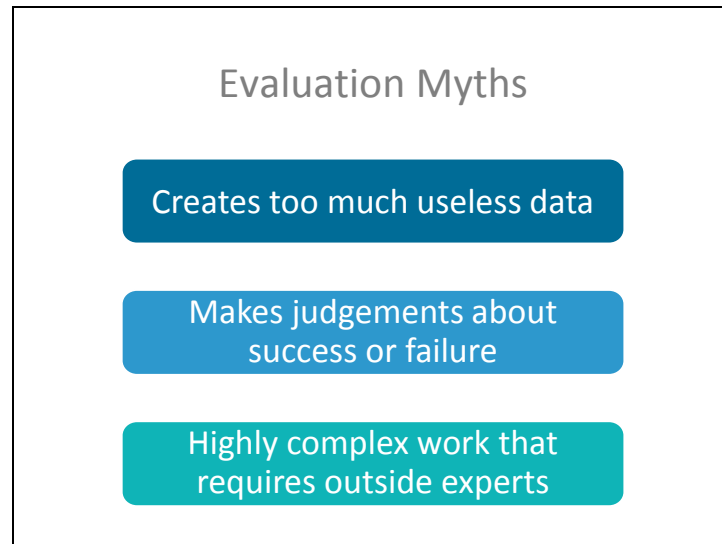 Evaluation Myths
Creates too much useless data
Makes judgements about
success or failure
Highly complex work that
requires outside experts